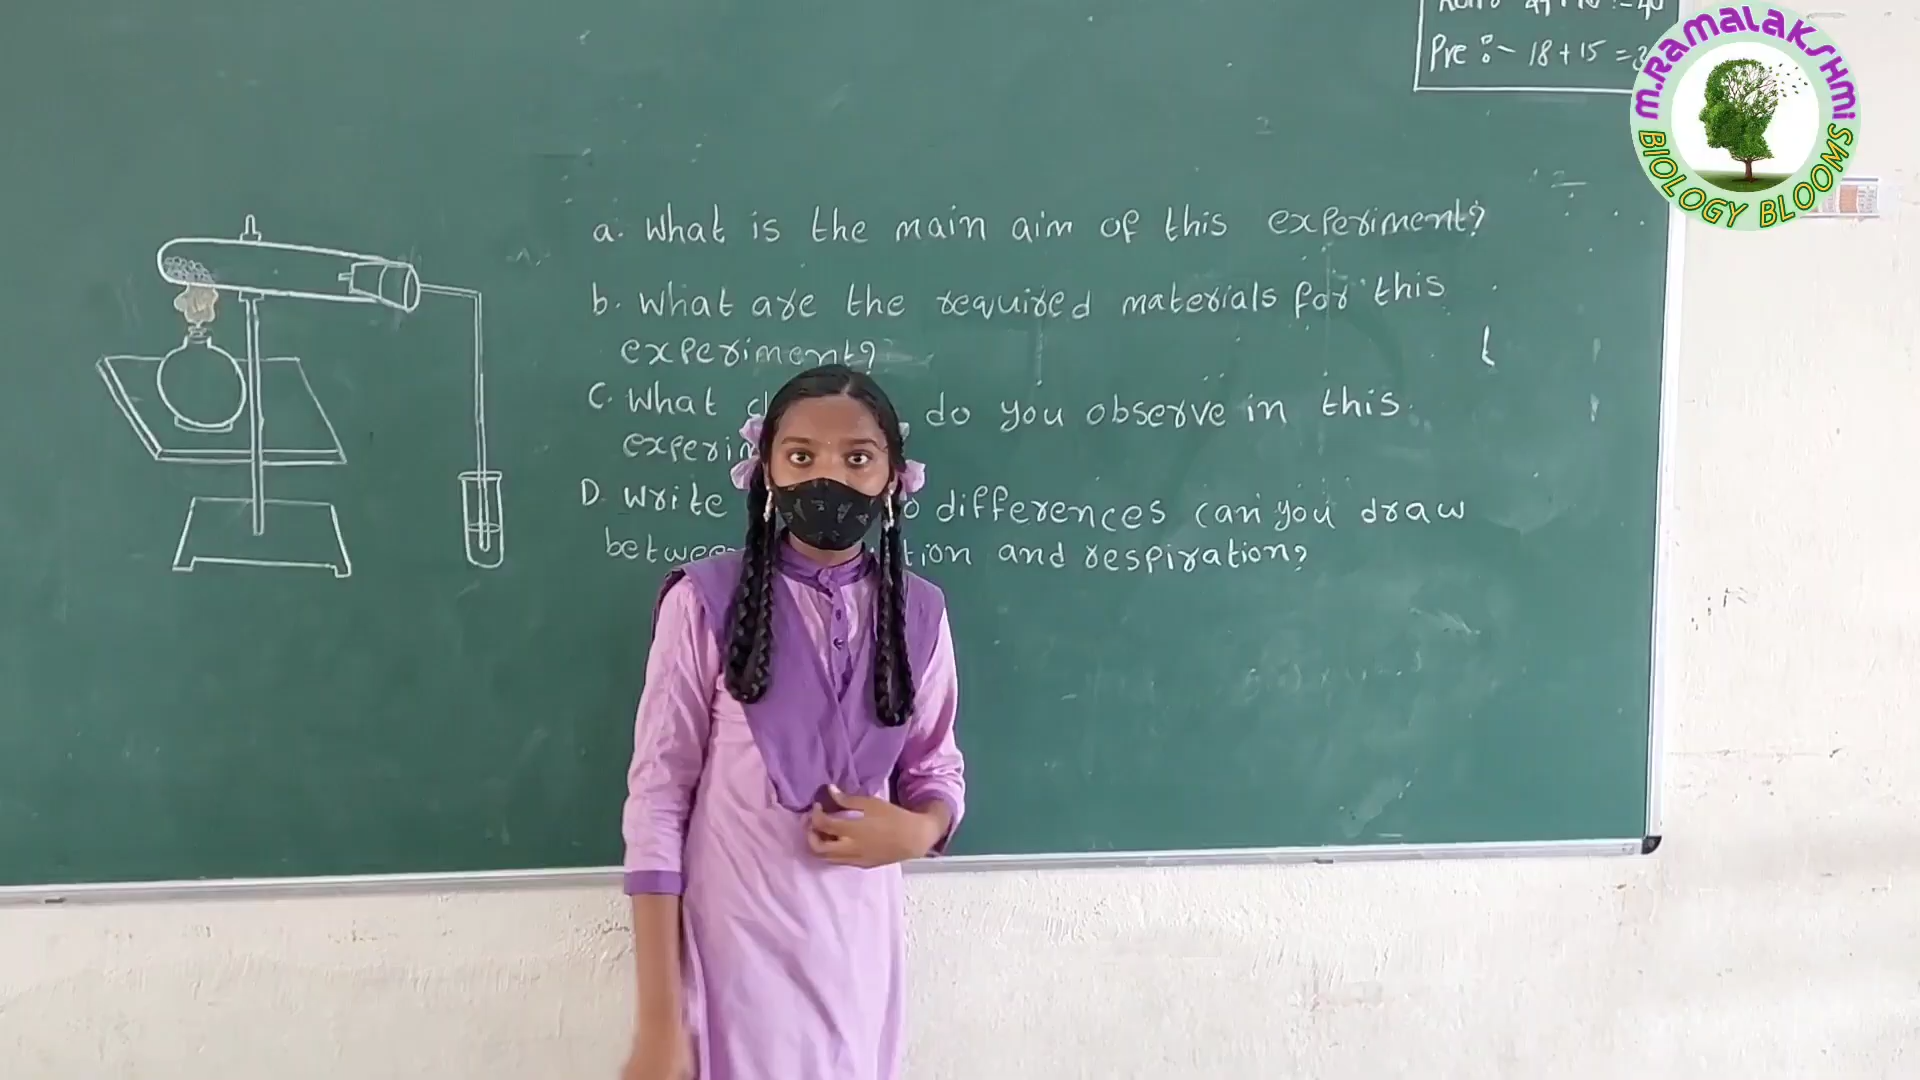 Pre :- 18 + 15 = 3
M.RAMALAKSHMI
BIOLOGY BLOOMS
a. What is the main aim of this experiment?
b. What are the required materials for this
experiment?
C. What do you observe in this
D. Write differences can you draw
and respiration?